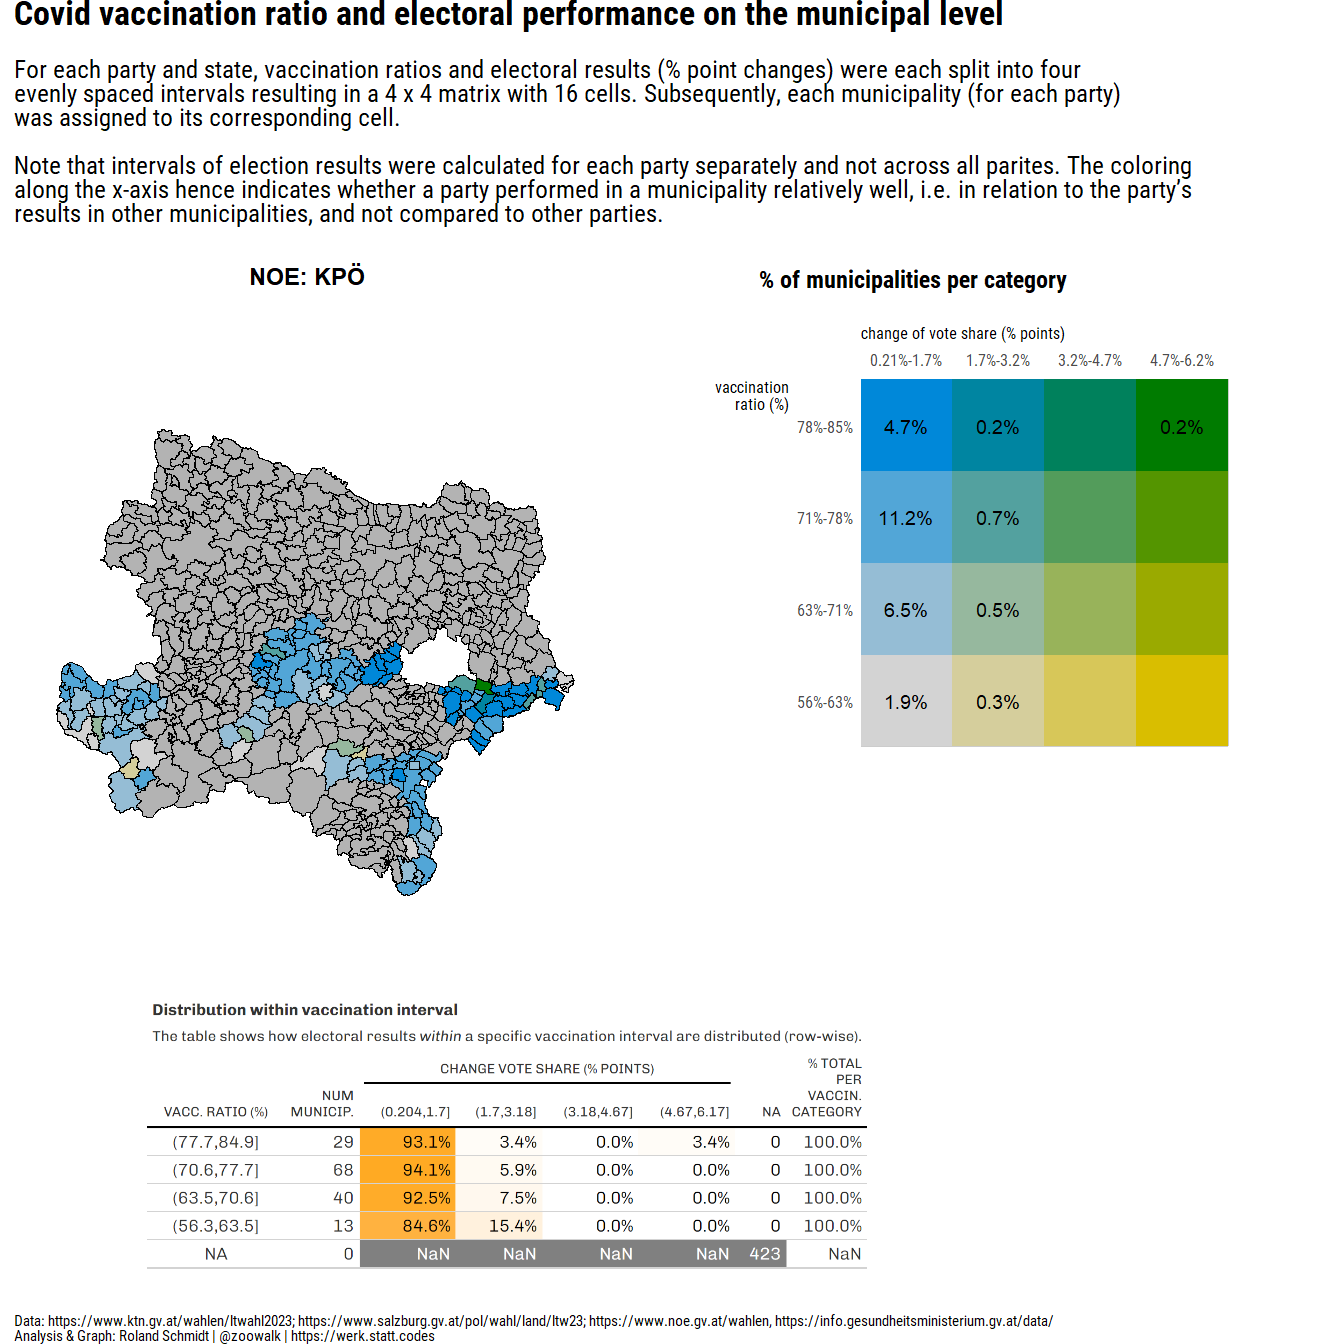 Covid vaccination ratio and electoral performance on the municipal level
For each party and state, vaccination ratios and electoral results (% point changes) were each split into four
evenly spaced intervals resulting in a 4 x 4 matrix with 16 cells. Subsequently, each municipality (for each party)
was assigned to its corresponding cell.
Note that intervals of election results were calculated for each party separately and not across all parites. The coloring
along the x-axis hence indicates whether a party performed in a municipality relatively well, i.e. in relation to the party's
results in other municipalities, and not compared to other parties.
NOE: KPÖ
% of municipalities per category
change of vote share (% points)
0.21%-1.7% 1.7%-3.2% 3.2%-4.7% 4.7%-6.2%
vaccination
ratio (%)
78%-85% 4.7% 0.2% 0.2%
71%-78% 11.2% 0.7%
63%-71% 6.5% 0.5%
56%-63% 1.9% 0.3%
Distribution within vaccination interval
The table shows how electoral results within a specific vaccination interval are distributed (row-wise).
CHANGE VOTE SHARE (% POINTS)
VACC. RATIO (%)
NUM
MUNICIP.
(0.204,1.7] (1.7,3.18] (3.18,4.67] (4.67,6.17] NA
% TOTAL
PER
VACCIN.
CATEGORY
(77.7,84.9] 29 93.1% 3.4% 0.0% 3.4% 0 100.0%
(70.6,77.7] 68 94.1% 5.9% 0.0% 0.0% 0 100.0%
(63.5,70.6] 40 92.5% 7.5% 0.0% 0.0% 0 100.0%
(56.3,63.5] 13 84.6% 15.4% 0.0% 0.0% 0 100.0%
NA 0 NaN NaN NaN NaN 423 NaN
Data: https://www.ktn.gv.at/wahlen/ltwahl2023; https://www.salzburg.gv.at/pol/wahl/land/ltw23; https://www.noe.gv.at/wahlen, https://info.gesundheitsministerium.gv.at/data/
Analysis & Graph: Roland Schmidt | @zoowalk | https://werk.statt.codes